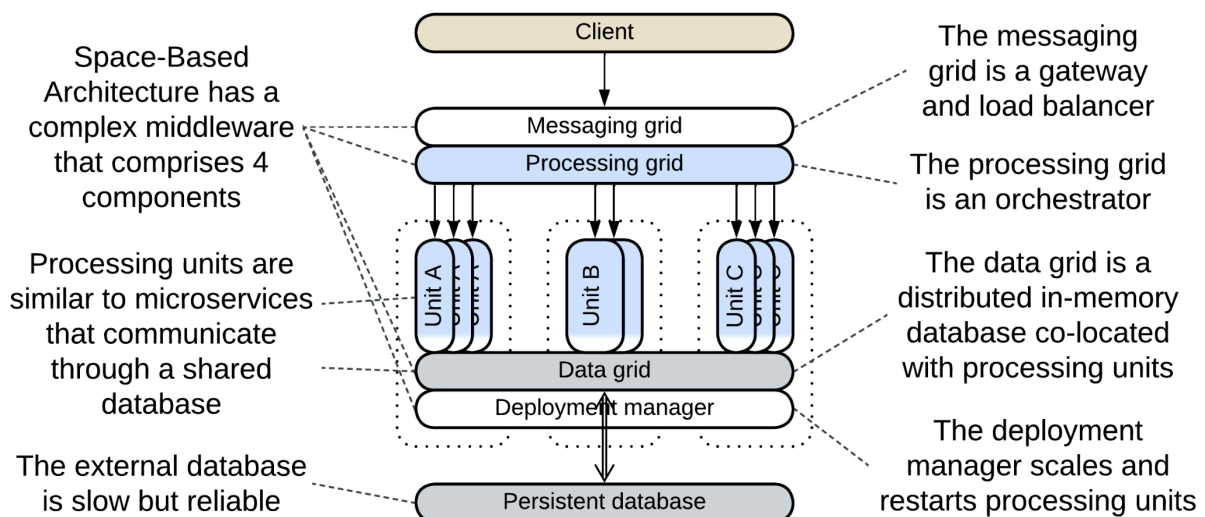 Client
Space-Based
Architecture has a
complex middleware
that comprises 4
components
The messaging
grid is a gateway
and load balancer
Messaging grid
Processing grid
The processing grid
is an orchestrator
Processing units are
similar to microservices
that communicate
through a shared
database
Unit A
Unit A
Unit A
Unit B
Unit C
Unit C
Unit C
The data grid is a
distributed in-memory
database co-located
with processing units
Data grid
Deployment manager
The deployment
manager scales and
restarts processing units
The external database
is slow but reliable
Persistent database